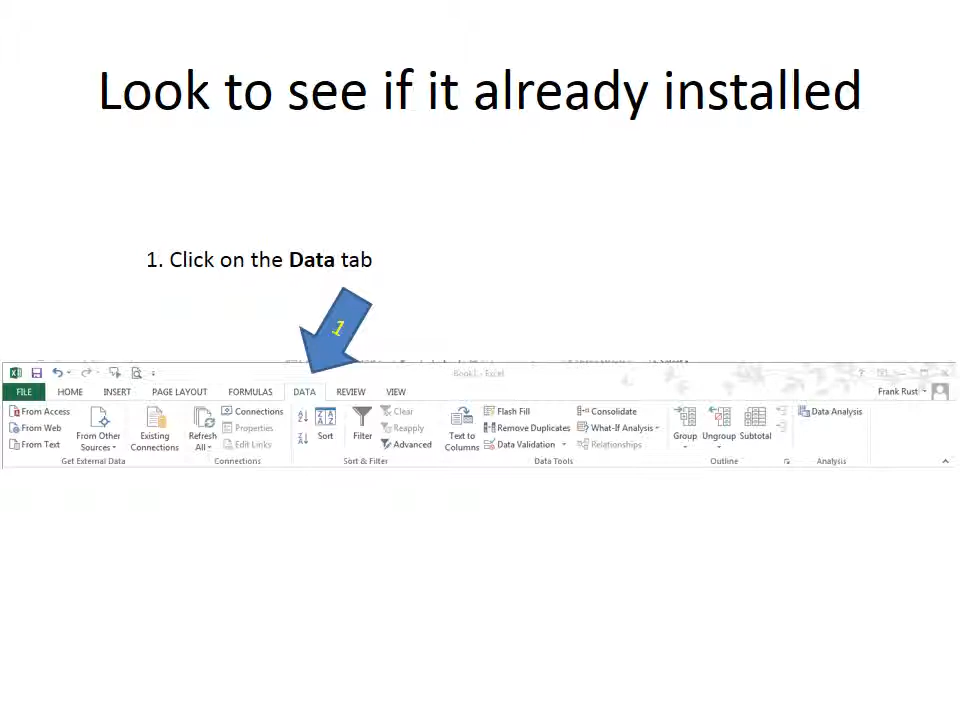 Look to see if it already installed
1. Click on the Data tab
1
Book1 - Excel
FILE HOME INSERT PAGE LAYOUT FORMULAS DATA REVIEW VIEW Frank Rust
From Access
From Web
From Text
From Other
Sources
Get External Data
Existing
Connections
Refresh
All
Connections
Properties
Edit Links
Connections
Sort
Filter
Clear
Reapply
Advanced
Sort & Filter
Text to
Columns
Flash Fill
Remove Duplicates
Data Validation
Consolidate
What-If Analysis
Relationships
Data Tools
Group
Ungroup
Subtotal
Outline
Data Analysis
Analysis